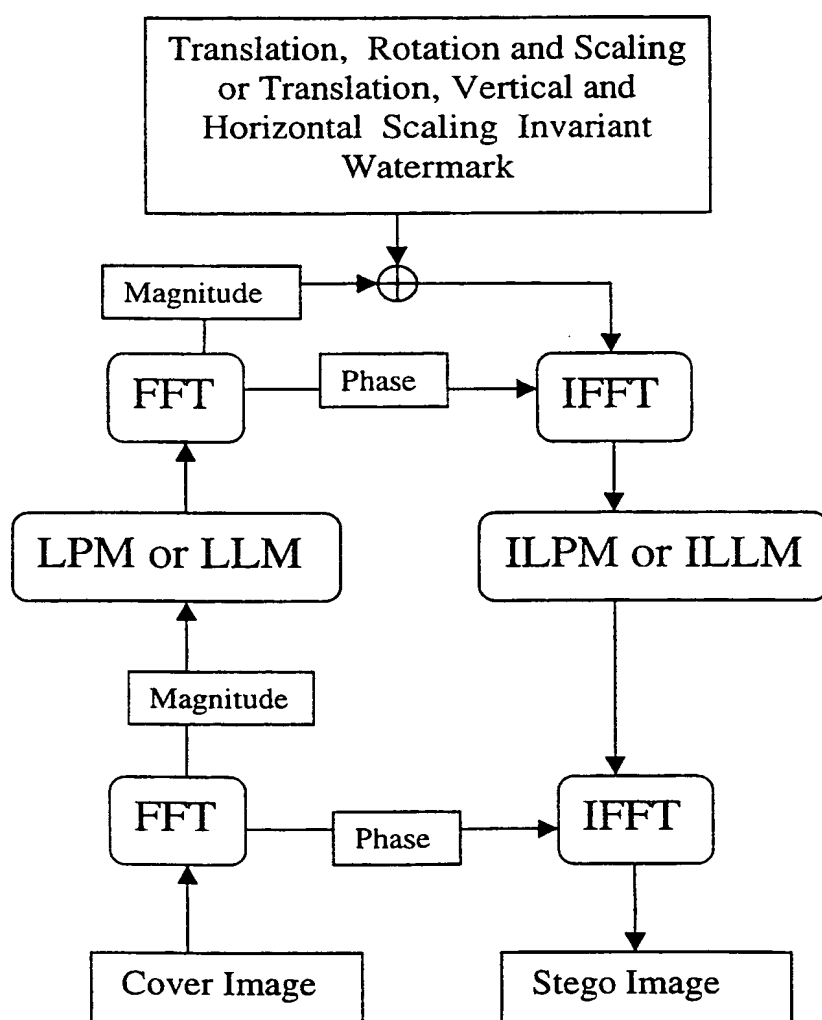 Translation, Rotation and Scaling
or Translation, Vertical and
Horizontal Scaling Invariant
Watermark
Magnitude
FFT
Phase
IFFT
LPM or LLM
ILPM or ILLM
Magnitude
FFT
Phase
IFFT
Cover Image
Stego Image